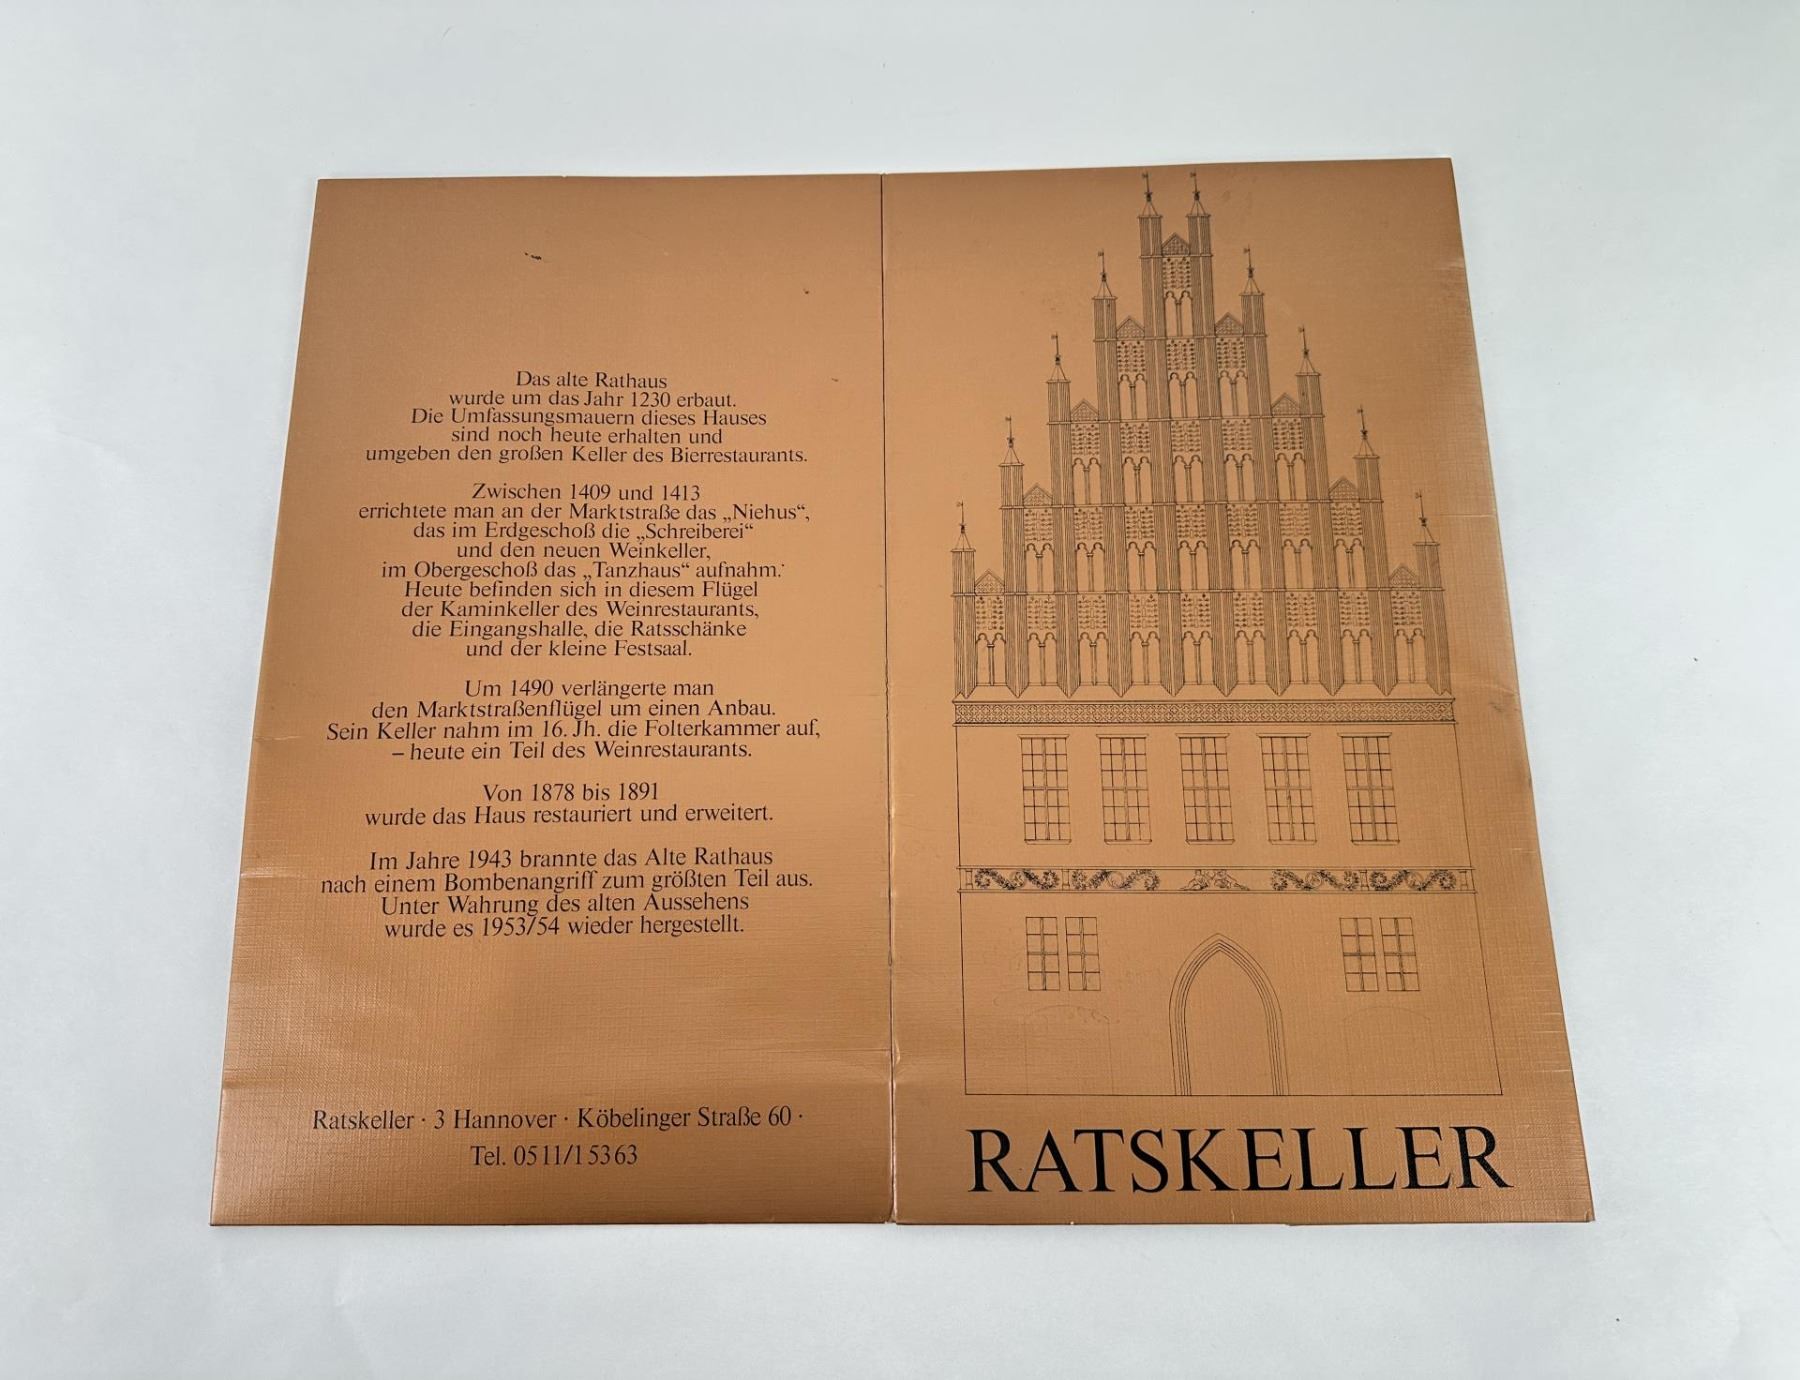 Das alte Rathaus
wurde um das Jahr 1230 erbaut.
Die Umfassungsmauern dieses Hauses
sind noch heute erhalten und
umgeben den großen Keller des Bierrestaurants.
Zwischen 1409 und 1413
errichtete man an der Marktstraße das „Niehus“,
das im Erdgeschoß die „Schreiberei“
und den neuen Weinkeller,
im Obergeschoß das „Tanzhaus“ aufnahm.
Heute befinden sich in diesem Flügel
der Kaminkeller des Weinrestaurants,
die Eingangshalle, die Ratsschänke
und der kleine Festsaal.
Um 1490 verlängerte man
den Marktstraßenflügel um einen Anbau.
Sein Keller nahm im 16. Jh. die Folterkammer auf,
– heute ein Teil des Weinrestaurants.
Von 1878 bis 1891
wurde das Haus restauriert und erweitert.
Im Jahre 1943 brannte das Alte Rathaus
nach einem Bombenangriff zum größten Teil aus.
Unter Wahrung des alten Aussehens
wurde es 1953/54 wieder hergestellt.
Ratskeller · 3 Hannover · Köbelinger Straße 60 ·
Tel. 0511/15363
RATSKELLER